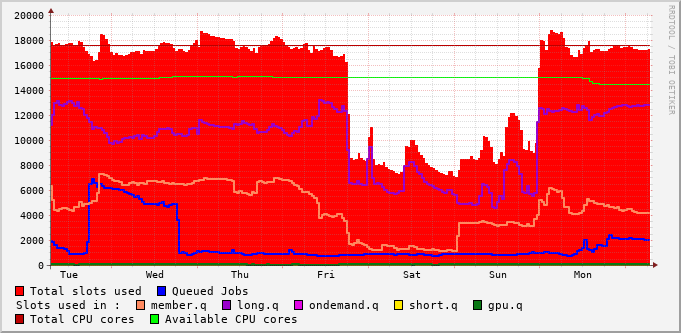 20000
18000
16000
14000
12000
10000
8000
6000
4000
2000
0
Tue Wed Thu Fri Sat Sun Mon
Total slots used Queued Jobs
Slots used in : member.q long.q ondemand.q short.q gpu.q
Total CPU cores Available CPU cores
RRDTOOL / TOBI OETIKER